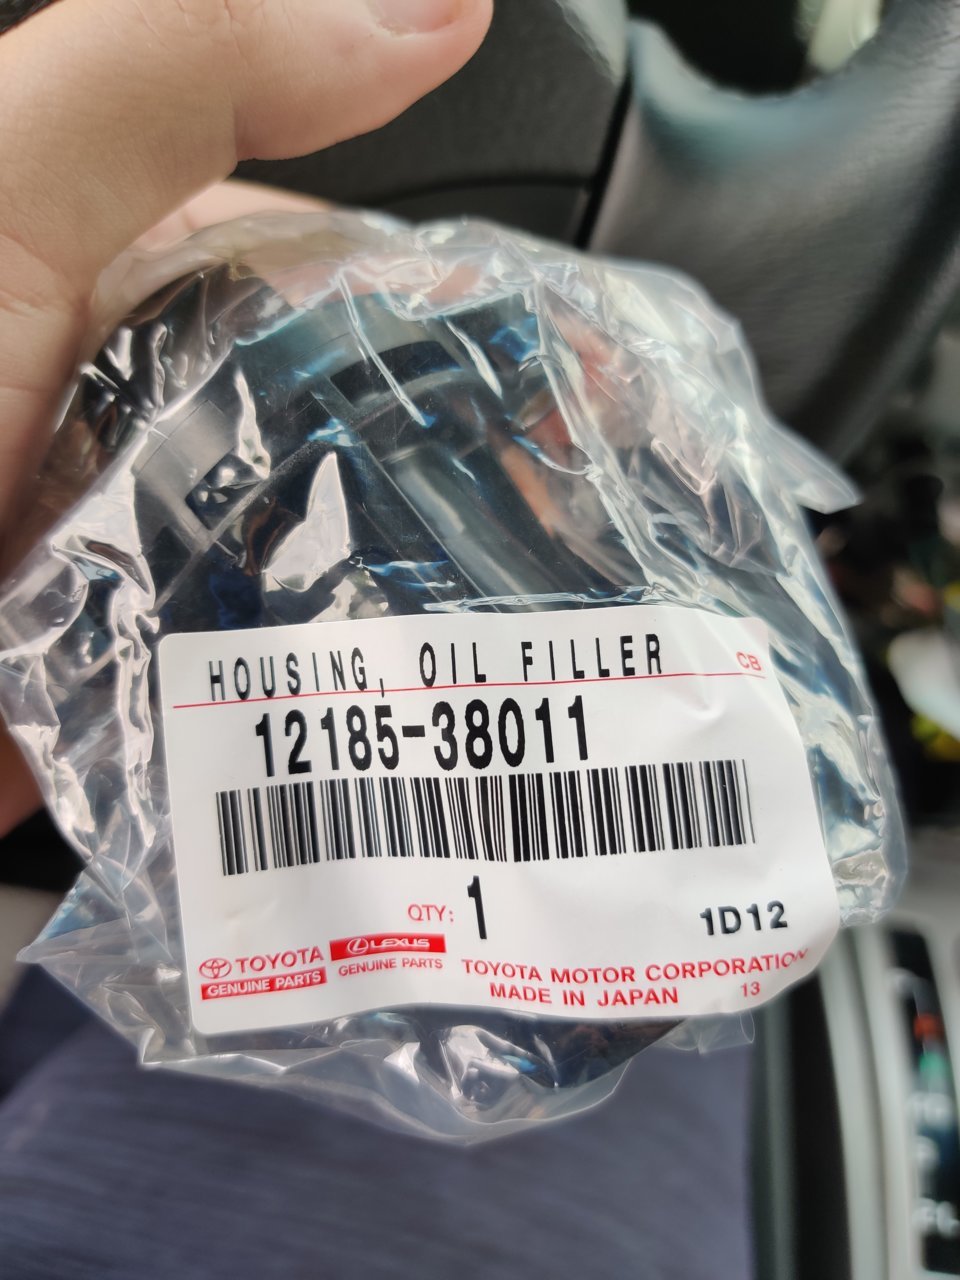 HOUSING, OIL FILLER
CB
12185-38011
QTY: 1
1D12
TOYOTA
GENUINE PARTS
LEXUS
GENUINE PARTS
TOYOTA MOTOR CORPORATION
MADE IN JAPAN
13